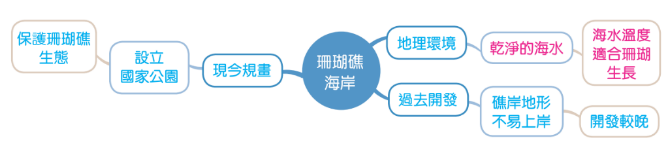 保護珊瑚礁
生態
設立
國家公園
現今規畫
珊瑚礁
海岸
地理環境
乾淨的海水
海水溫度
適合珊瑚
生長
過去開發
礁岸地形
不易上岸
開發較晚